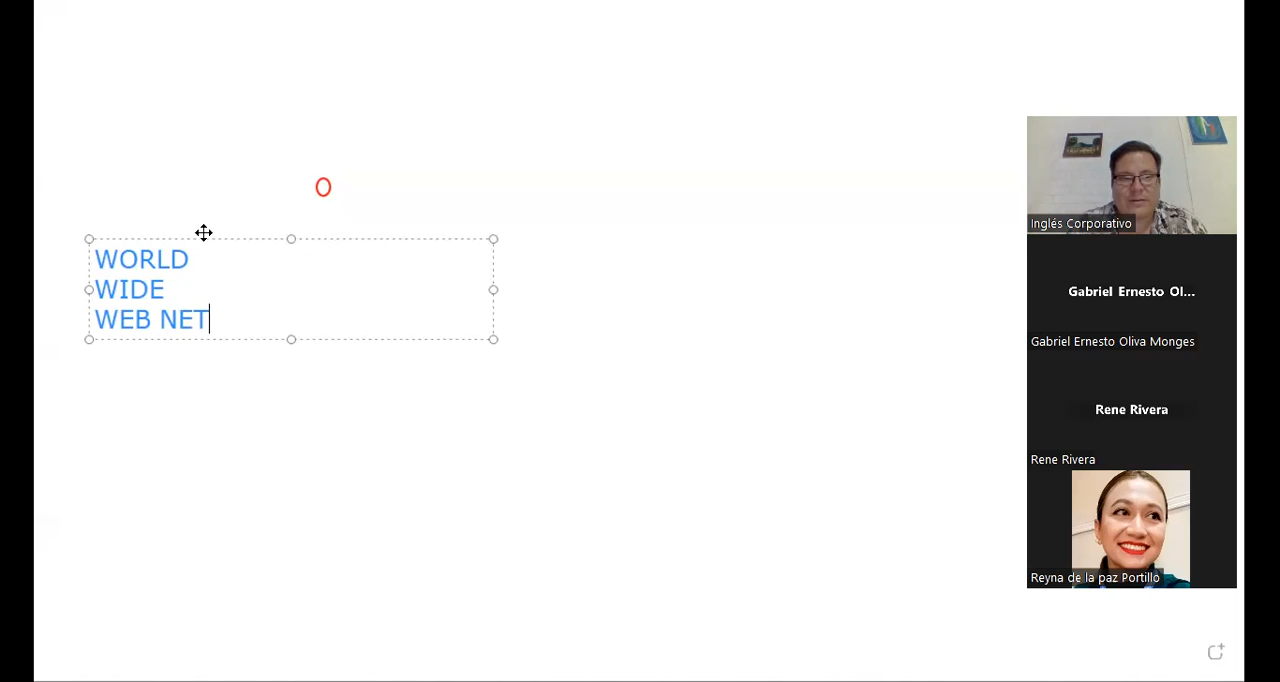 O
WORLD
WIDE
WEB NET
Inglés Corporativo
Gabriel Ernesto Ol...
Gabriel Ernesto Oliva Monges
Rene Rivera
Rene Rivera
Reyna de la paz Portillo